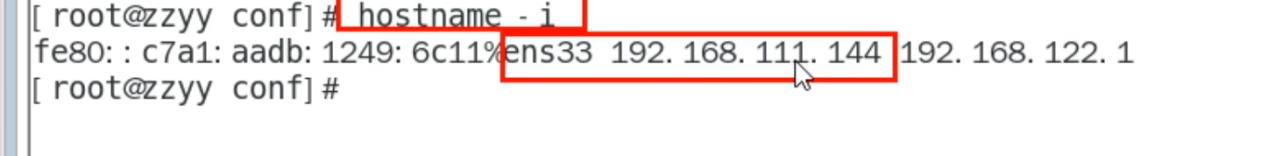 [root@zzyy conf]# hostname -i
fe80::c7a1:aadb:1249:6c11%ens33 192.168.111.144 192.168.122.1
[root@zzyy conf]#